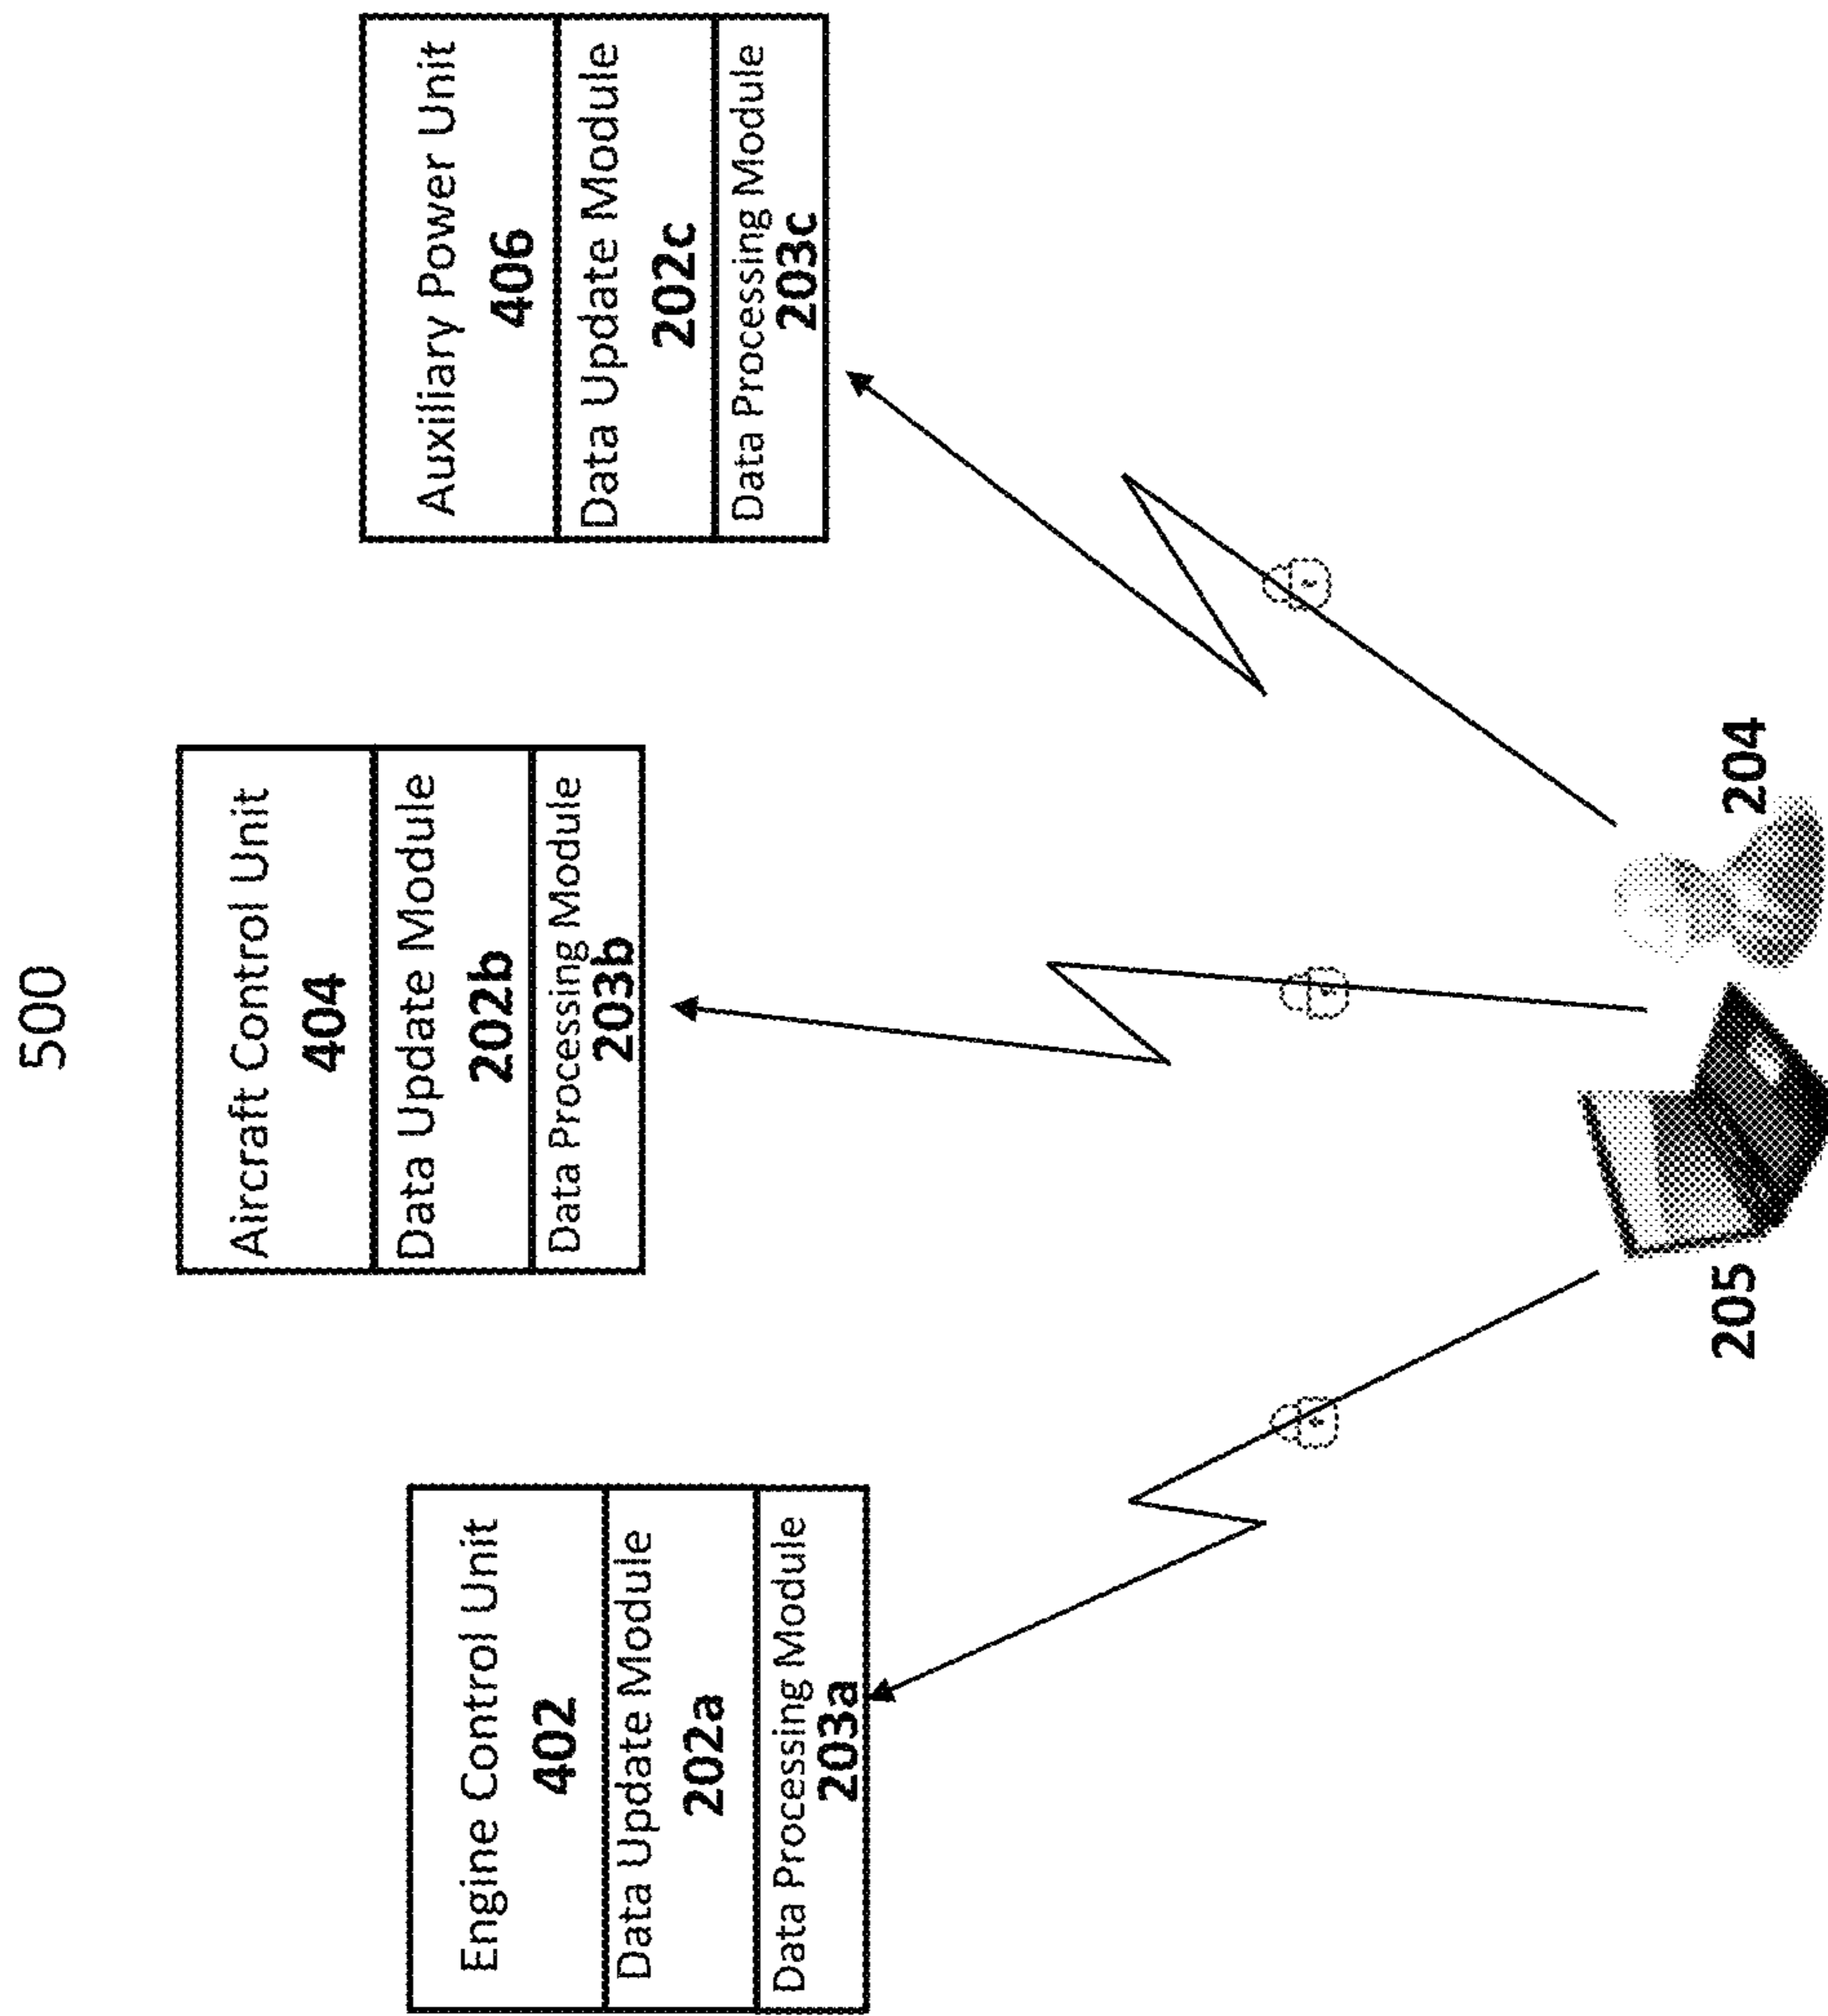 500
Engine Control Unit
402
Data Update Module
202a
Data Processing Module
203a
Aircraft Control Unit
404
Data Update Module
202b
Data Processing Module
203b
Auxiliary Power Unit
406
Data Update Module
202c
Data Processing Module
203c
205
204